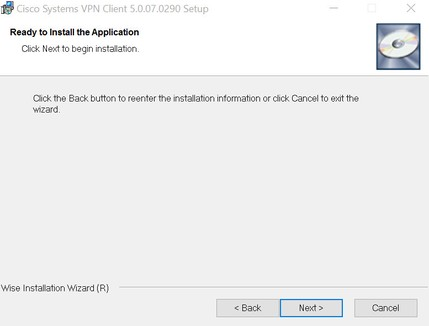 Cisco Systems VPN Client 5.0.07.0290 Setup
Ready to Install the Application
Click Next to begin installation.
Click the Back button to reenter the installation information or click Cancel to exit the
wizard.
Wise Installation Wizard (R)
< Back
Next >
Cancel